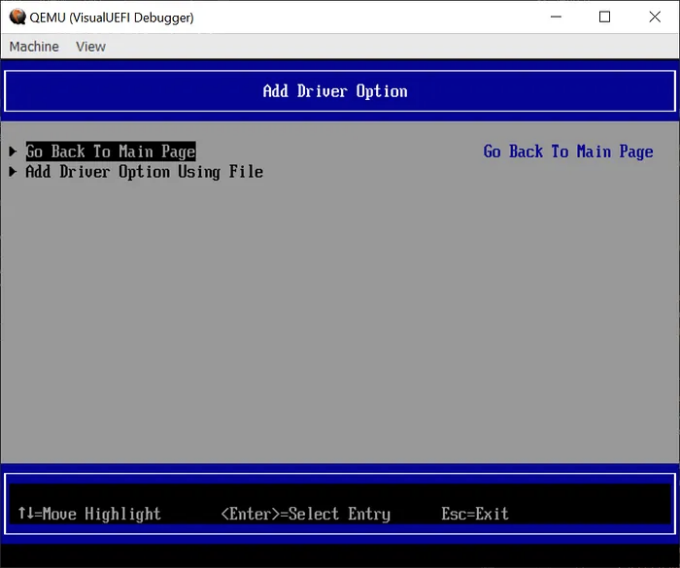 QEMU (VisualUEFI Debugger)
Machine View
Add Driver Option
Go Back To Main Page Go Back To Main Page
Add Driver Option Using File
↑↓=Move Highlight <Enter>=Select Entry Esc=Exit